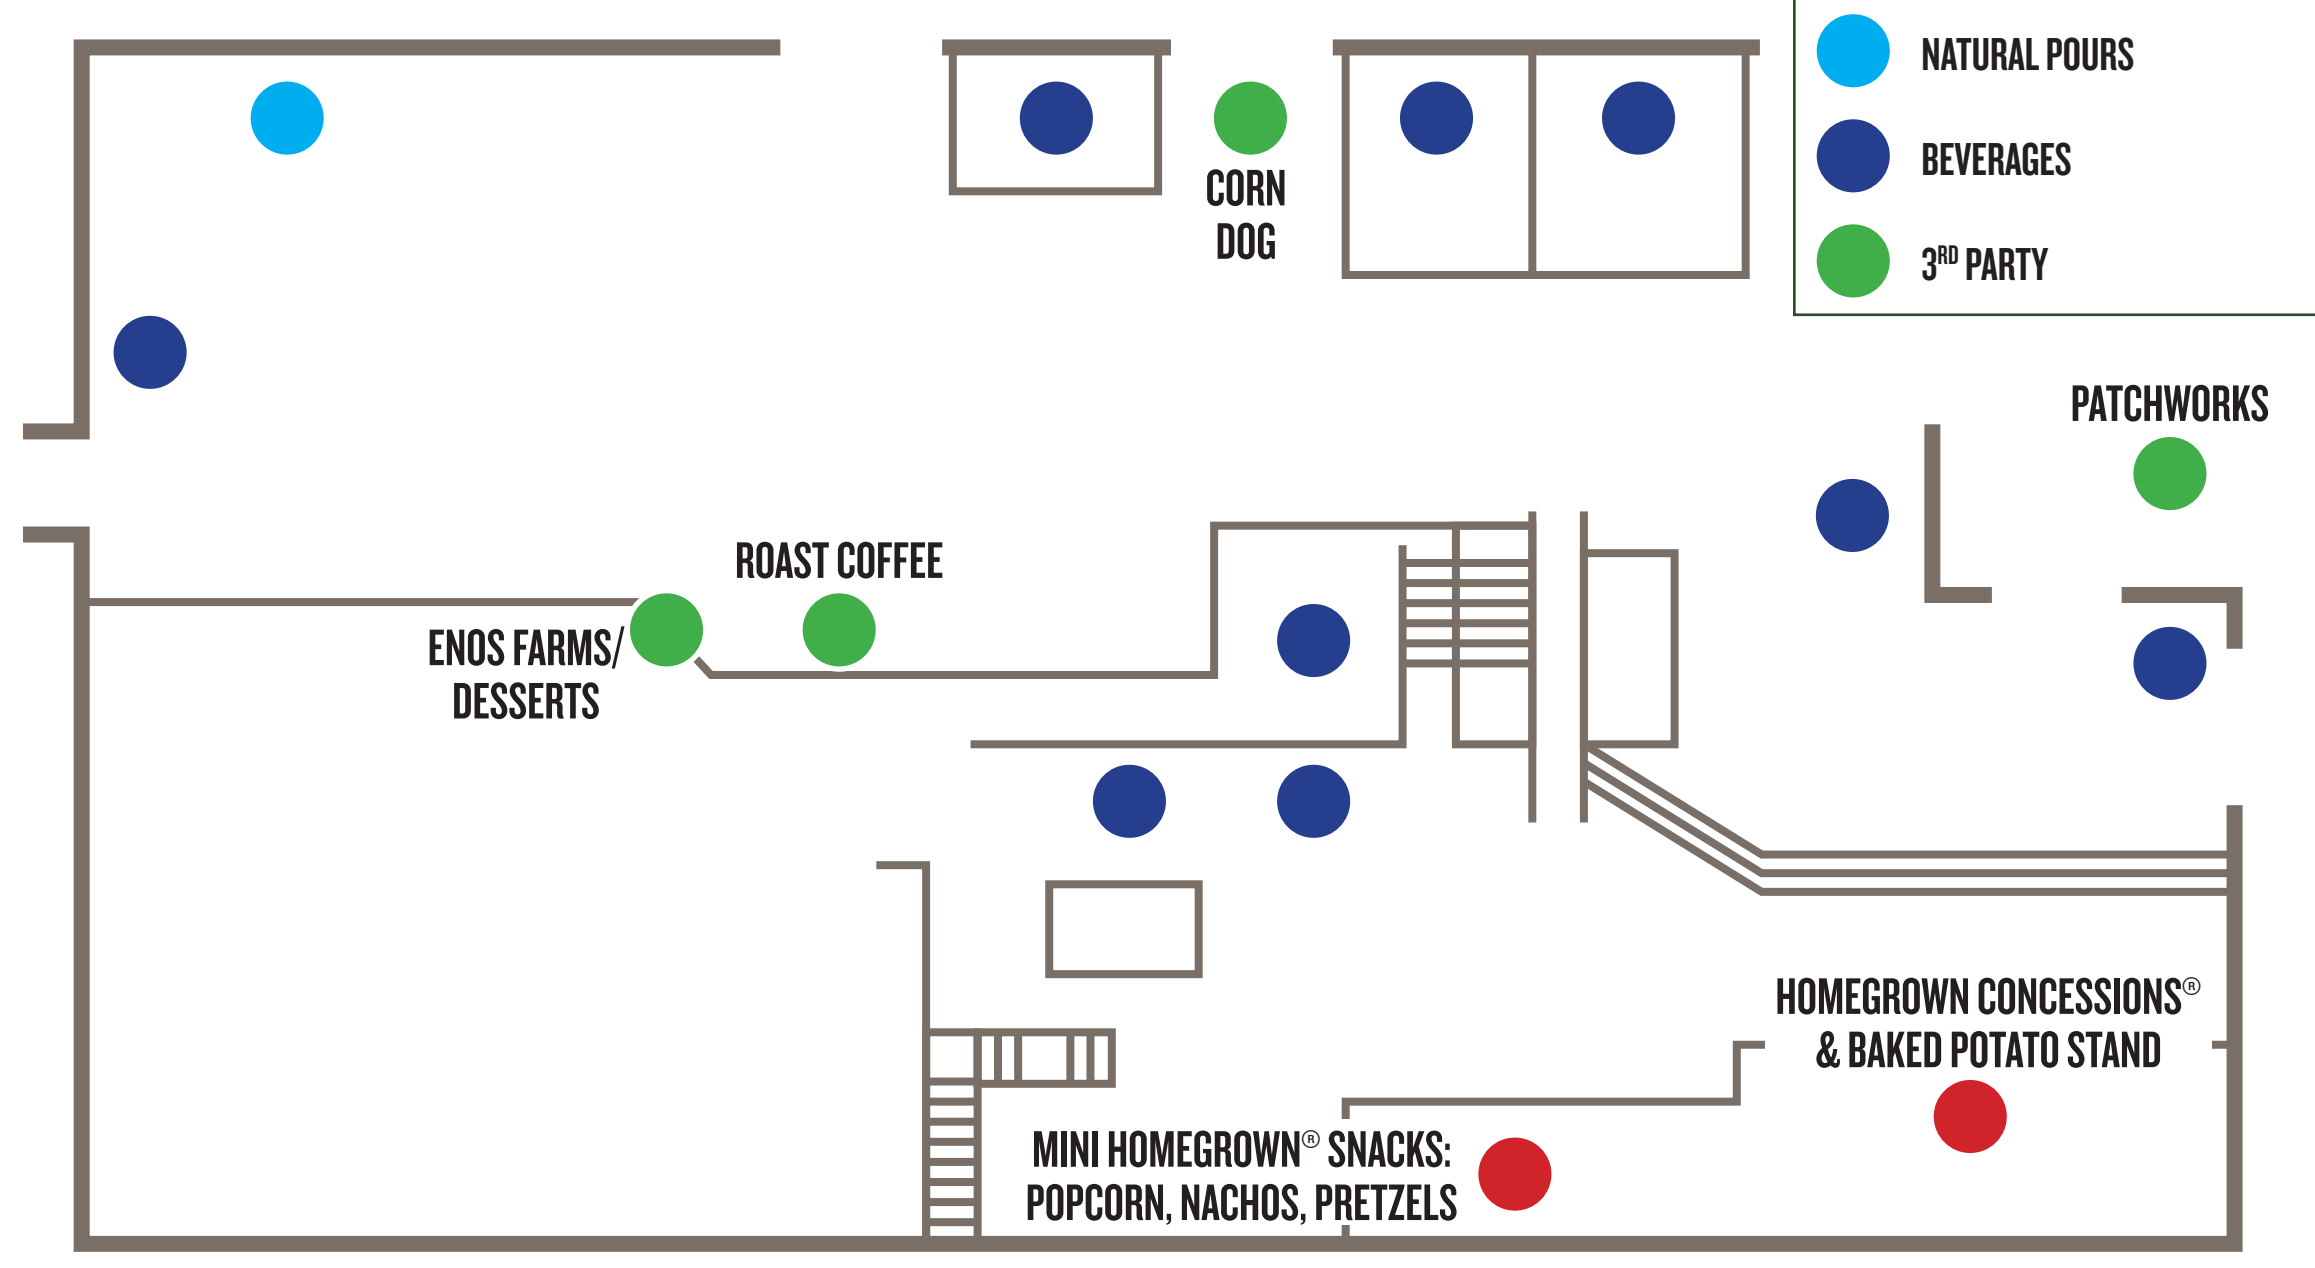 NATURAL POURS
BEVERAGES
3RD PARTY
CORN
DOG
PATCHWORKS
ROAST COFFEE
ENOS FARMS/
DESSERTS
HOMEGROWN CONCESSIONS®
& BAKED POTATO STAND
MINI HOMEGROWN® SNACKS:
POPCORN, NACHOS, PRETZELS